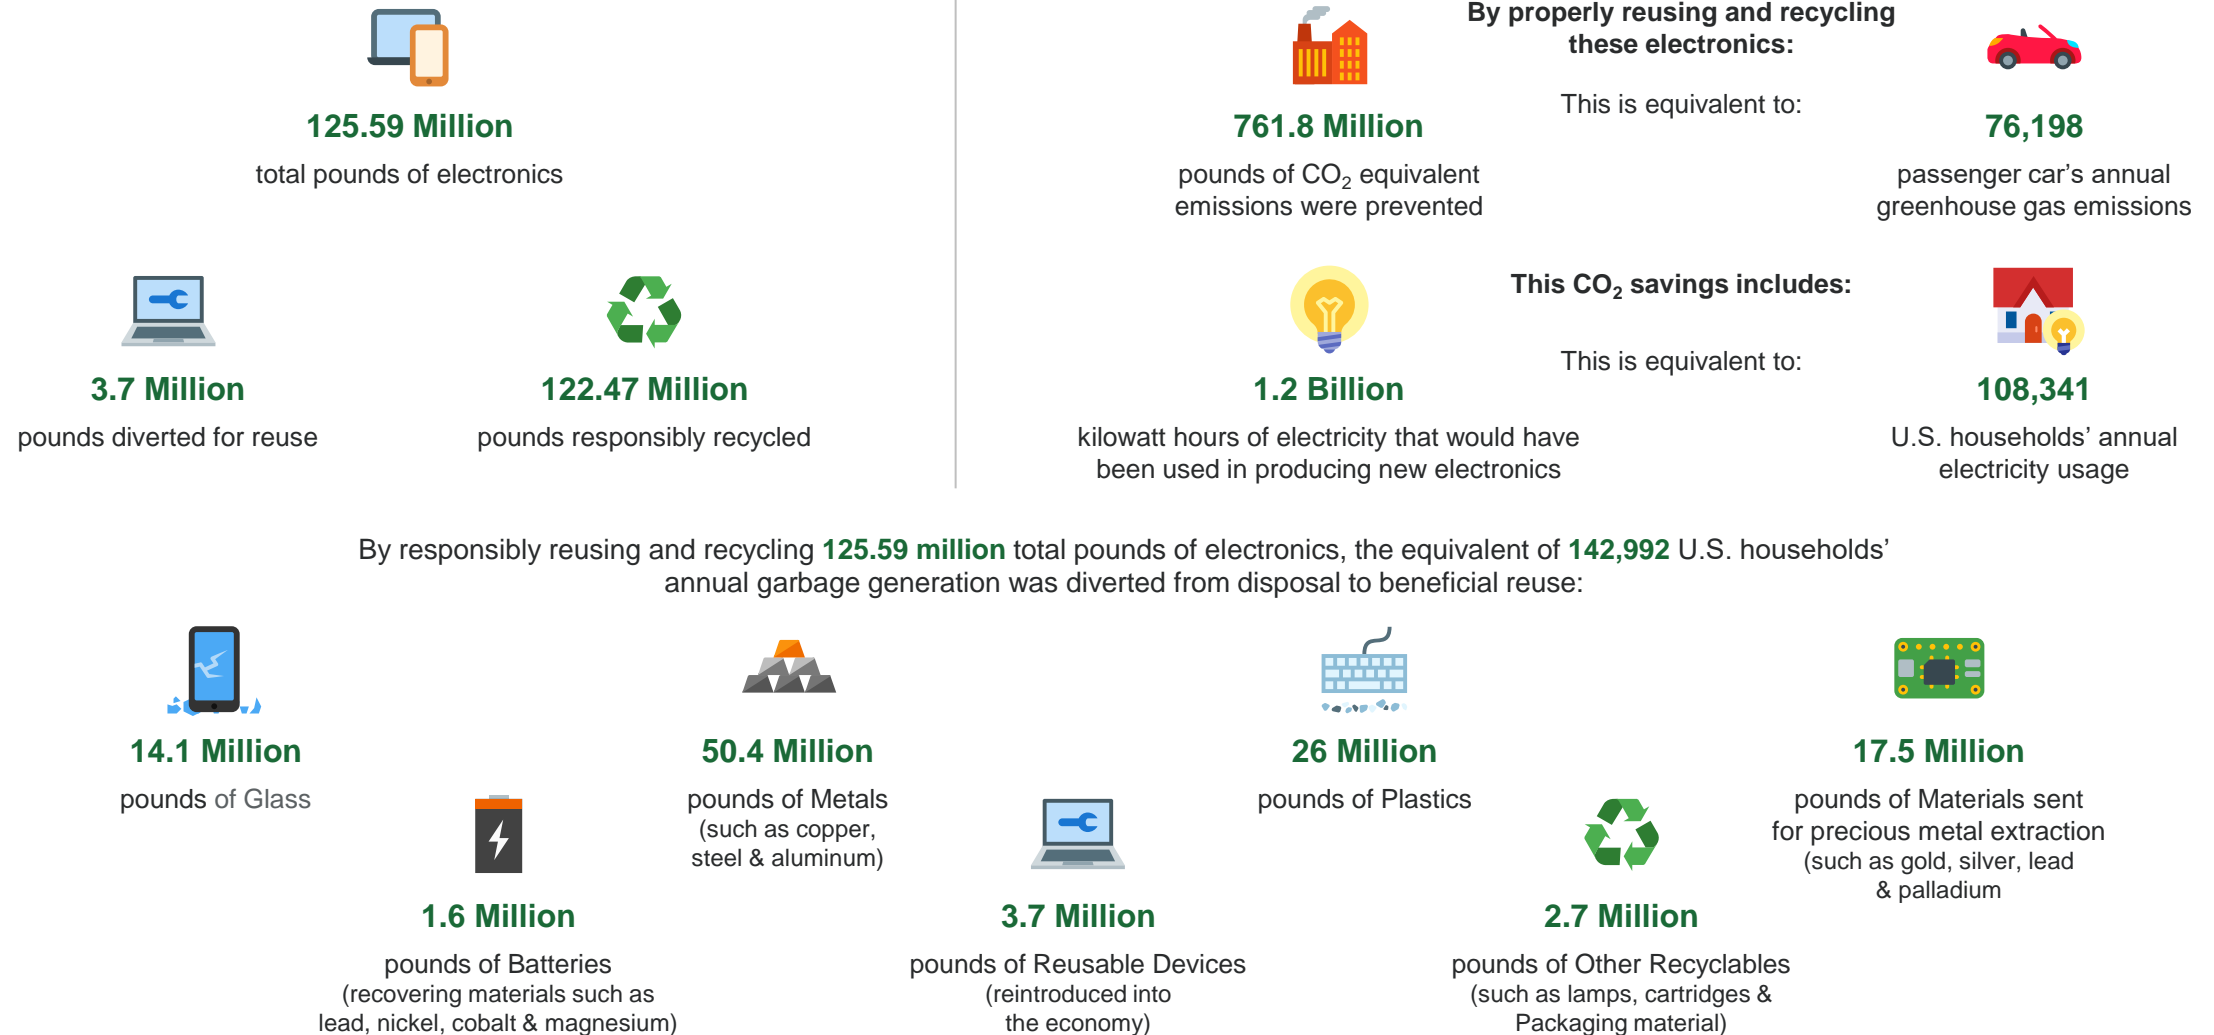 125.59 Million
total pounds of electronics
3.7 Million
pounds diverted for reuse
122.47 Million
pounds responsibly recycled
By properly reusing and recycling
these electronics:
761.8 Million
pounds of CO₂ equivalent
emissions were prevented
This is equivalent to:
76,198
passenger car’s annual
greenhouse gas emissions
This CO₂ savings includes:
1.2 Billion
kilowatt hours of electricity that would have
been used in producing new electronics
This is equivalent to:
108,341
U.S. households’ annual
electricity usage
By responsibly reusing and recycling 125.59 million total pounds of electronics, the equivalent of 142,992 U.S. households’
annual garbage generation was diverted from disposal to beneficial reuse:
14.1 Million
pounds of Glass
1.6 Million
pounds of Batteries
(recovering materials such as
lead, nickel, cobalt & magnesium)
50.4 Million
pounds of Metals
(such as copper,
steel & aluminum)
3.7 Million
pounds of Reusable Devices
(reintroduced into
the economy)
26 Million
pounds of Plastics
2.7 Million
pounds of Other Recyclables
(such as lamps, cartridges &
Packaging material)
17.5 Million
pounds of Materials sent
for precious metal extraction
(such as gold, silver, lead
& palladium